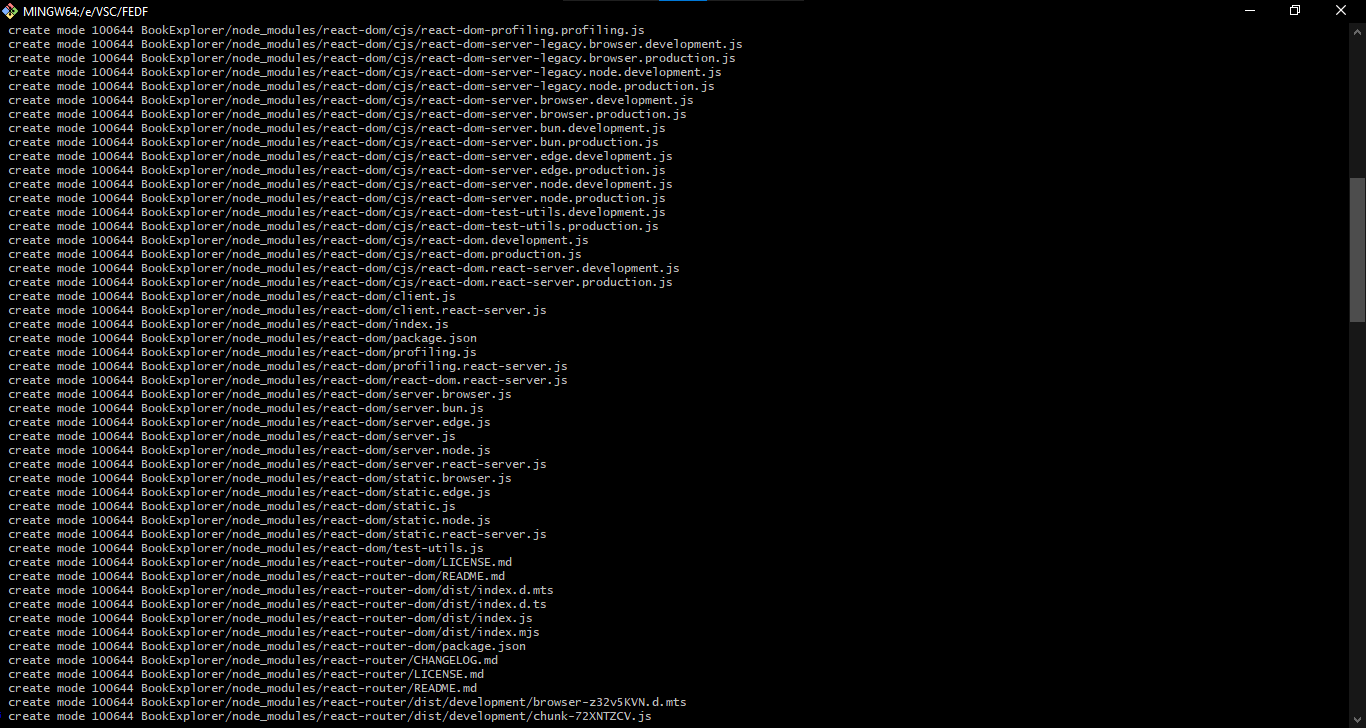 MINGW64:/e/VSC/FEDF
create mode 100644 BookExplorer/node_modules/react-dom/cjs/react-dom-profiling.profiling.js
create mode 100644 BookExplorer/node_modules/react-dom/cjs/react-dom-server-legacy.browser.development.js
create mode 100644 BookExplorer/node_modules/react-dom/cjs/react-dom-server-legacy.browser.production.js
create mode 100644 BookExplorer/node_modules/react-dom/cjs/react-dom-server-legacy.node.development.js
create mode 100644 BookExplorer/node_modules/react-dom/cjs/react-dom-server-legacy.node.production.js
create mode 100644 BookExplorer/node_modules/react-dom/cjs/react-dom-server.browser.development.js
create mode 100644 BookExplorer/node_modules/react-dom/cjs/react-dom-server.browser.production.js
create mode 100644 BookExplorer/node_modules/react-dom/cjs/react-dom-server.bun.development.js
create mode 100644 BookExplorer/node_modules/react-dom/cjs/react-dom-server.bun.production.js
create mode 100644 BookExplorer/node_modules/react-dom/cjs/react-dom-server.edge.development.js
create mode 100644 BookExplorer/node_modules/react-dom/cjs/react-dom-server.edge.production.js
create mode 100644 BookExplorer/node_modules/react-dom/cjs/react-dom-server.node.development.js
create mode 100644 BookExplorer/node_modules/react-dom/cjs/react-dom-server.node.production.js
create mode 100644 BookExplorer/node_modules/react-dom/cjs/react-dom-test-utils.development.js
create mode 100644 BookExplorer/node_modules/react-dom/cjs/react-dom-test-utils.production.js
create mode 100644 BookExplorer/node_modules/react-dom/cjs/react-dom.development.js
create mode 100644 BookExplorer/node_modules/react-dom/cjs/react-dom.production.js
create mode 100644 BookExplorer/node_modules/react-dom/cjs/react-dom.react-server.development.js
create mode 100644 BookExplorer/node_modules/react-dom/cjs/react-dom.react-server.production.js
create mode 100644 BookExplorer/node_modules/react-dom/client.js
create mode 100644 BookExplorer/node_modules/react-dom/client.react-server.js
create mode 100644 BookExplorer/node_modules/react-dom/index.js
create mode 100644 BookExplorer/node_modules/react-dom/package.json
create mode 100644 BookExplorer/node_modules/react-dom/profiling.js
create mode 100644 BookExplorer/node_modules/react-dom/profiling.react-server.js
create mode 100644 BookExplorer/node_modules/react-dom/react-dom.react-server.js
create mode 100644 BookExplorer/node_modules/react-dom/server.browser.js
create mode 100644 BookExplorer/node_modules/react-dom/server.bun.js
create mode 100644 BookExplorer/node_modules/react-dom/server.edge.js
create mode 100644 BookExplorer/node_modules/react-dom/server.js
create mode 100644 BookExplorer/node_modules/react-dom/server.node.js
create mode 100644 BookExplorer/node_modules/react-dom/server.react-server.js
create mode 100644 BookExplorer/node_modules/react-dom/static.browser.js
create mode 100644 BookExplorer/node_modules/react-dom/static.edge.js
create mode 100644 BookExplorer/node_modules/react-dom/static.js
create mode 100644 BookExplorer/node_modules/react-dom/static.node.js
create mode 100644 BookExplorer/node_modules/react-dom/static.react-server.js
create mode 100644 BookExplorer/node_modules/react-dom/test-utils.js
create mode 100644 BookExplorer/node_modules/react-router-dom/LICENSE.md
create mode 100644 BookExplorer/node_modules/react-router-dom/README.md
create mode 100644 BookExplorer/node_modules/react-router-dom/dist/index.d.mts
create mode 100644 BookExplorer/node_modules/react-router-dom/dist/index.d.ts
create mode 100644 BookExplorer/node_modules/react-router-dom/dist/index.js
create mode 100644 BookExplorer/node_modules/react-router-dom/dist/index.mjs
create mode 100644 BookExplorer/node_modules/react-router-dom/package.json
create mode 100644 BookExplorer/node_modules/react-router/CHANGELOG.md
create mode 100644 BookExplorer/node_modules/react-router/LICENSE.md
create mode 100644 BookExplorer/node_modules/react-router/README.md
create mode 100644 BookExplorer/node_modules/react-router/dist/development/browser-z32v5KVN.d.mts
create mode 100644 BookExplorer/node_modules/react-router/dist/development/chunk-72XNTZCV.js